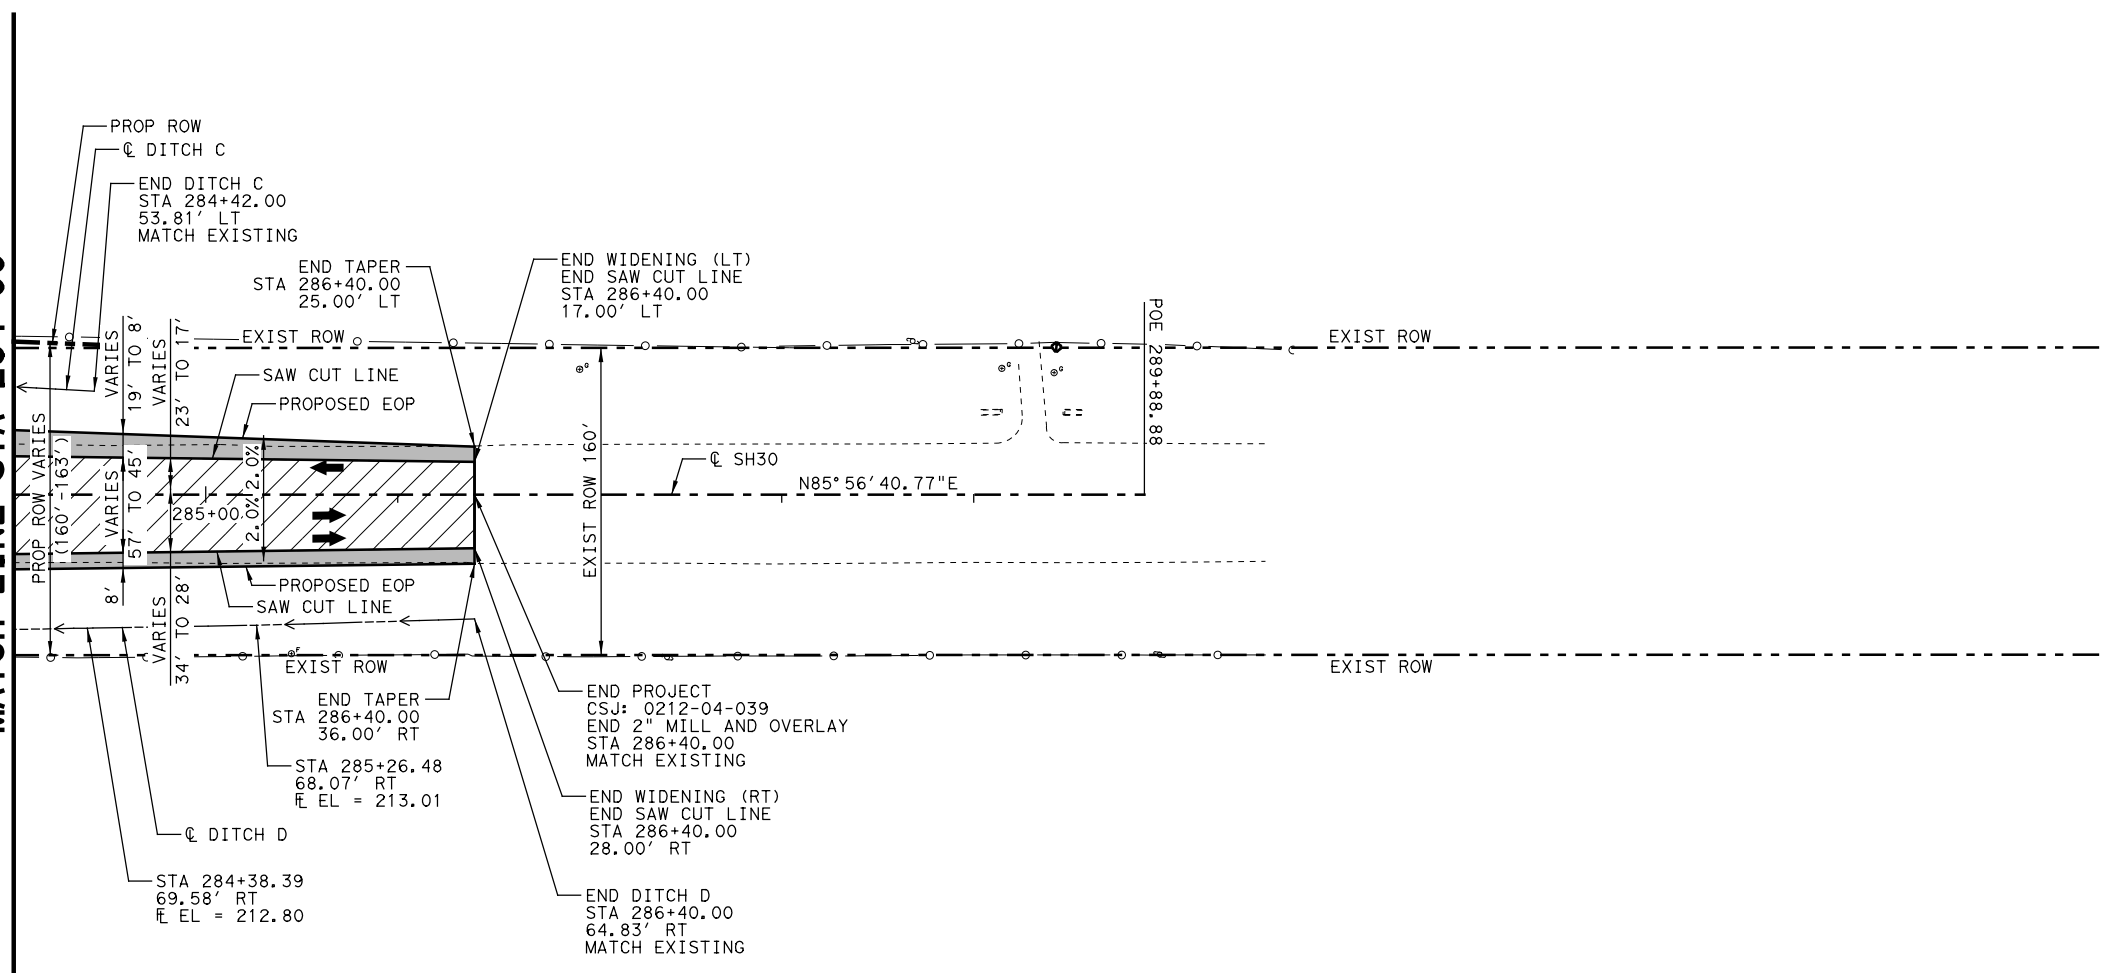 PROP ROW
℄ DITCH C
END DITCH C
STA 284+42.00
53.81' LT
MATCH EXISTING
END TAPER
STA 286+40.00
25.00' LT
END WIDENING (LT)
END SAW CUT LINE
STA 286+40.00
17.00' LT
EXIST ROW
EXIST ROW
SAW CUT LINE
PROPOSED EOP
VARIES
19' TO 8'
VARIES
23' TO 17'
PROP ROW VARIES
(160'-163')
VARIES
57' TO 45'
285+00
2.0%
2.0%
EXIST ROW 160'
℄ SH30
N85°56'40.77"E
POE 289+88.88
PROPOSED EOP
SAW CUT LINE
8'
VARIES
34' TO 28'
EXIST ROW
EXIST ROW
END TAPER
STA 286+40.00
36.00' RT
STA 285+26.48
68.07' RT
FL EL = 213.01
℄ DITCH D
STA 284+38.39
69.58' RT
FL EL = 212.80
END PROJECT
CSJ: 0212-04-039
END 2" MILL AND OVERLAY
STA 286+40.00
MATCH EXISTING
END WIDENING (RT)
END SAW CUT LINE
STA 286+40.00
28.00' RT
END DITCH D
STA 286+40.00
64.83' RT
MATCH EXISTING